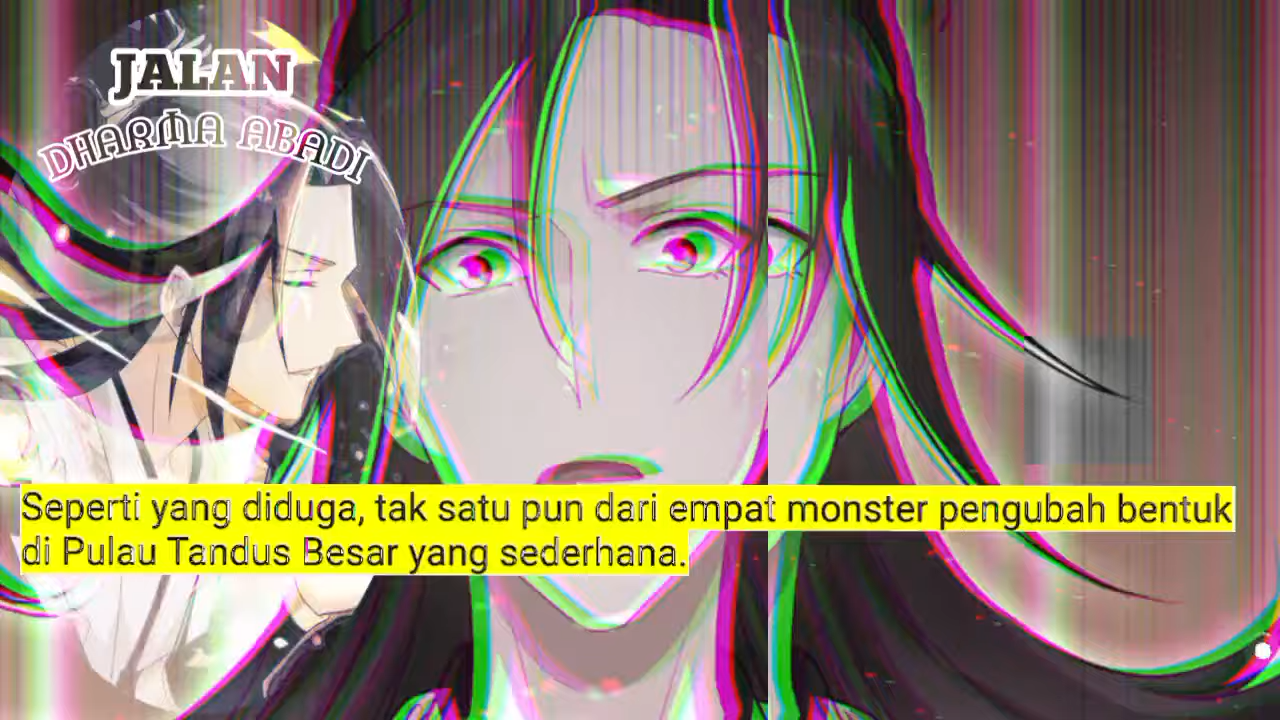 JALAN
DHARMA ABADI
Seperti yang diduga, tak satu pun dari empat monster pengubah bentuk
di Pulau Tandus Besar yang sederhana.